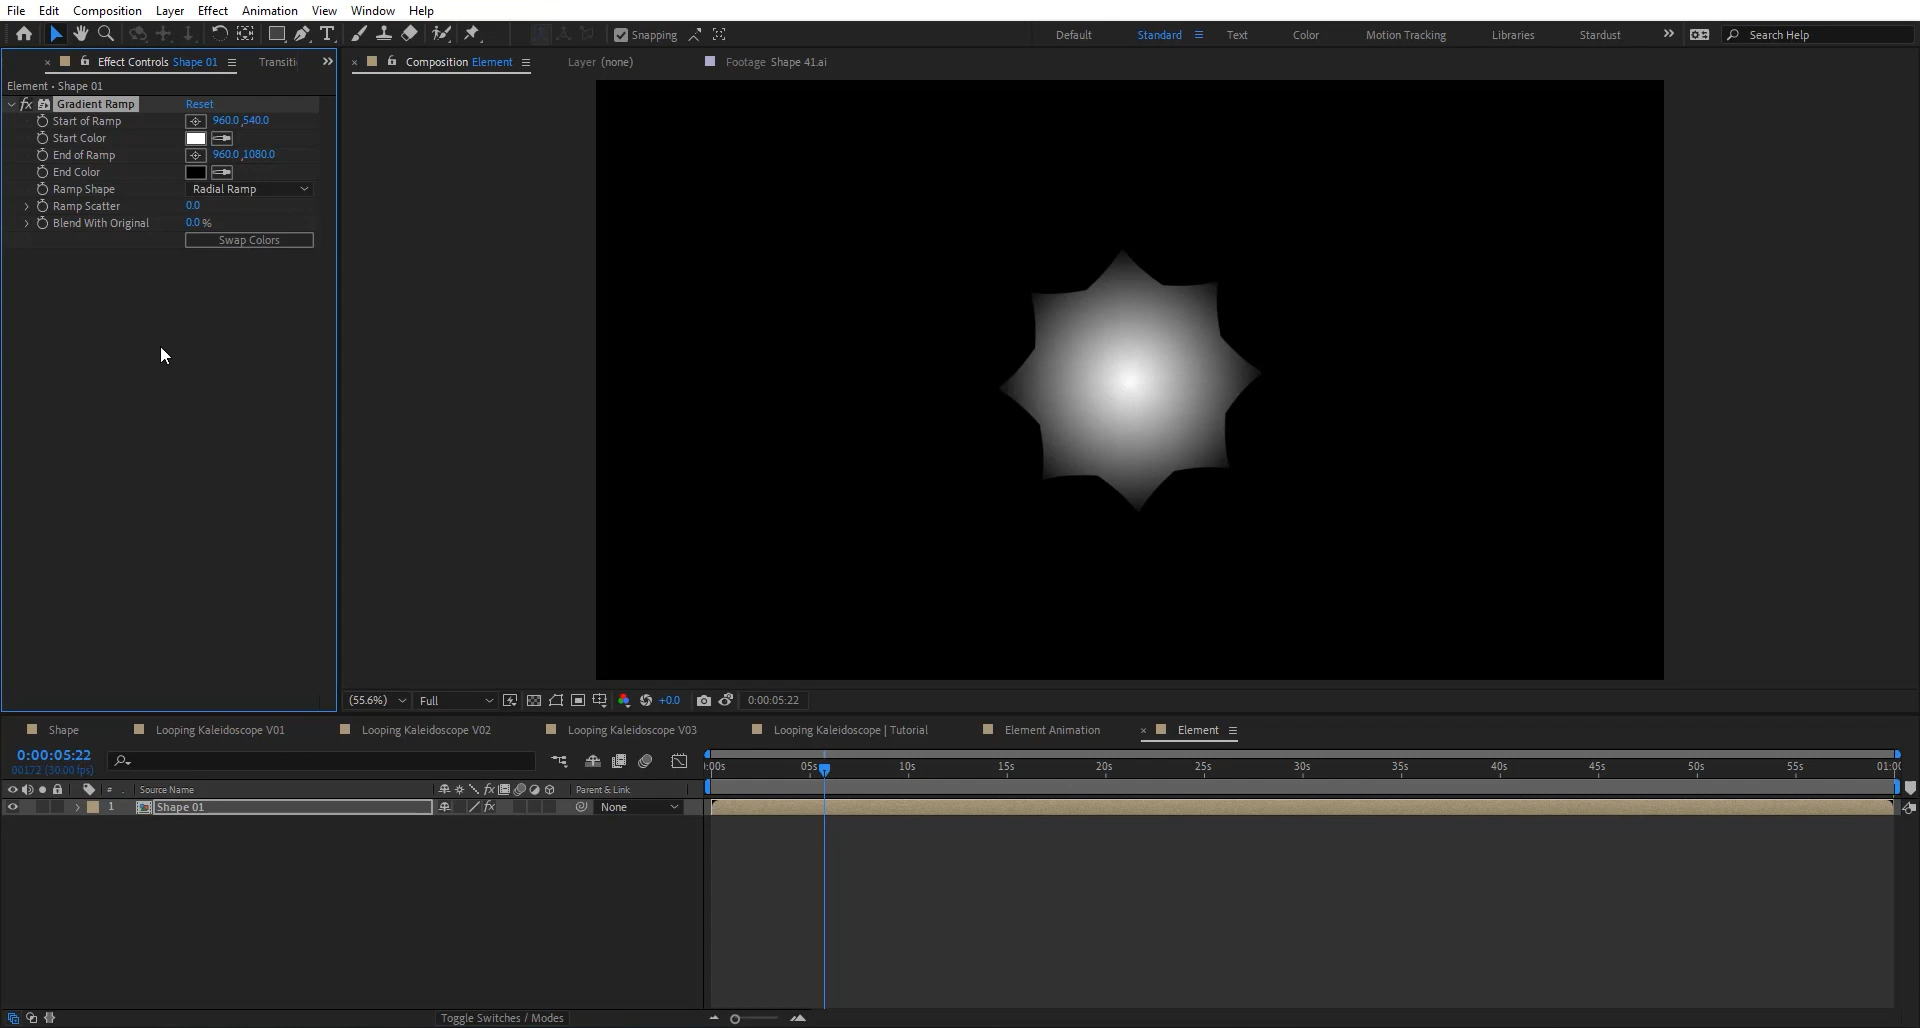 File Edit Composition Layer Effect Animation View Window Help
Snapping
Default Standard Text Color Motion Tracking Libraries Stardust Search Help
Effect Controls Shape 01 Transiti
Composition Element Layer (none) Footage Shape 41.ai
Element • Shape 01
fx Gradient Ramp Reset
Start of Ramp 960.0,540.0
Start Color
End of Ramp 960.0,1080.0
End Color
Ramp Shape Radial Ramp
Ramp Scatter 0.0
Blend With Original 0.0 %
Swap Colors
(55.6%) Full +0.0 0:00:05:22
Shape Looping Kaleidoscope V01 Looping Kaleidoscope V02 Looping Kaleidoscope V03 Looping Kaleidoscope | Tutorial Element Animation Element
0:00:05:22
00172 (30.00 fps)
:00s 05s 10s 15s 20s 25s 30s 35s 40s 45s 50s 55s 01:00
# Source Name fx Parent & Link
1 Shape 01 fx None
Toggle Switches / Modes